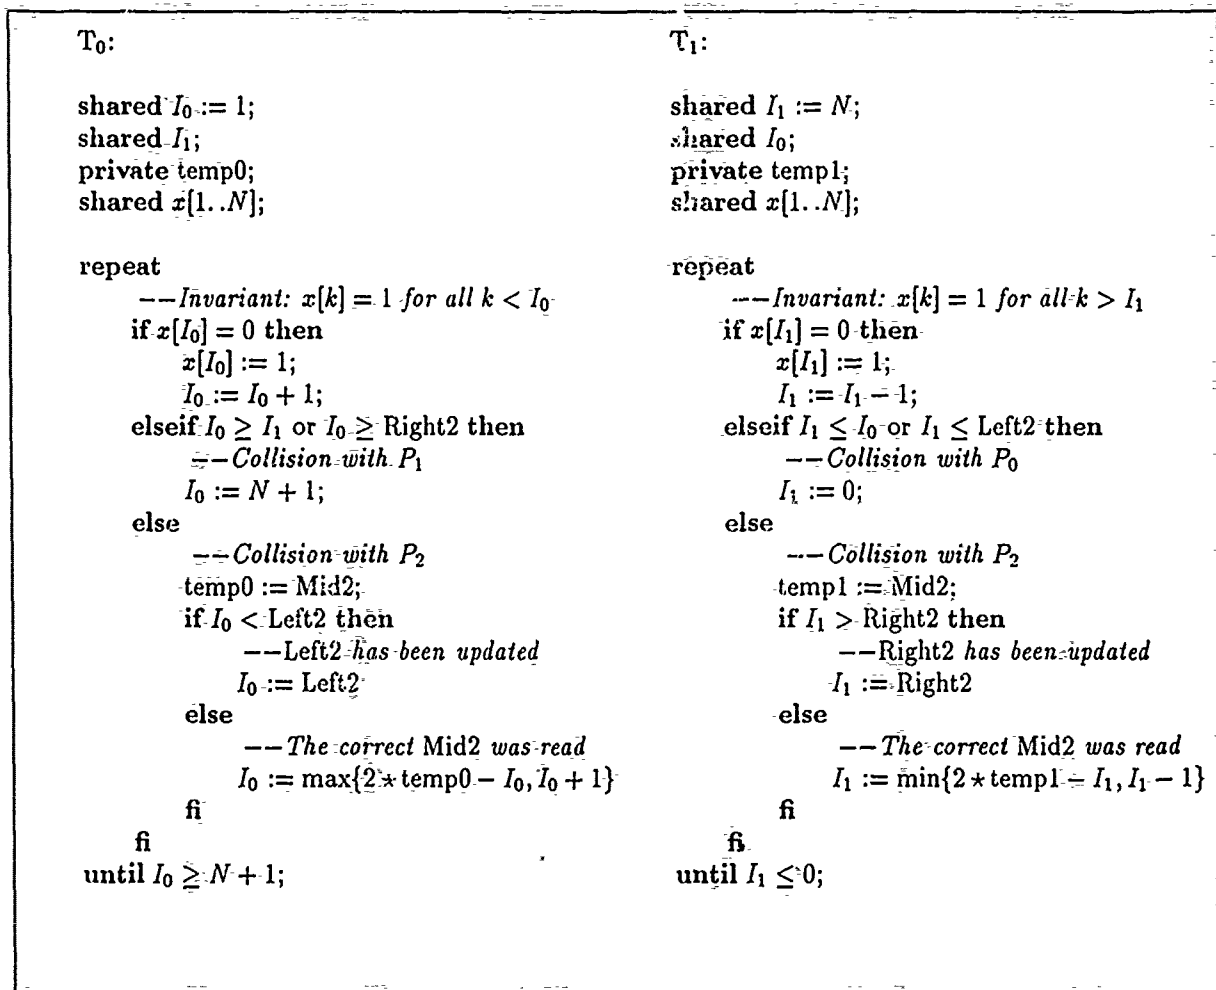 T₀:
shared I₀ := 1;
shared I₁;
private temp0;
shared x[1..N];
repeat
--Invariant: x[k] = 1 for all k < I₀
if x[I₀] = 0 then
x[I₀] := 1;
I₀ := I₀ + 1;
elseif I₀ ≥ I₁ or I₀ ≥ Right2 then
--Collision with P₁
I₀ := N + 1;
else
--Collision with P₂
temp0 := Mid2;
if I₀ < Left2 then
--Left2 has been updated
I₀ := Left2
else
--The correct Mid2 was read
I₀ := max{2 * temp0 - I₀, I₀ + 1}
fi
fi
until I₀ ≥ N + 1;
T₁:
shared I₁ := N;
shared I₀;
private temp1;
shared x[1..N];
repeat
--Invariant: x[k] = 1 for all k > I₁
if x[I₁] = 0 then
x[I₁] := 1;
I₁ := I₁ - 1;
elseif I₁ ≤ I₀ or I₁ ≤ Left2 then
--Collision with P₀
I₁ := 0;
else
--Collision with P₂
temp1 := Mid2;
if I₁ > Right2 then
--Right2 has been updated
I₁ := Right2
else
--The correct Mid2 was read
I₁ := min{2 * temp1 - I₁, I₁ - 1}
fi
fi
until I₁ ≤ 0;